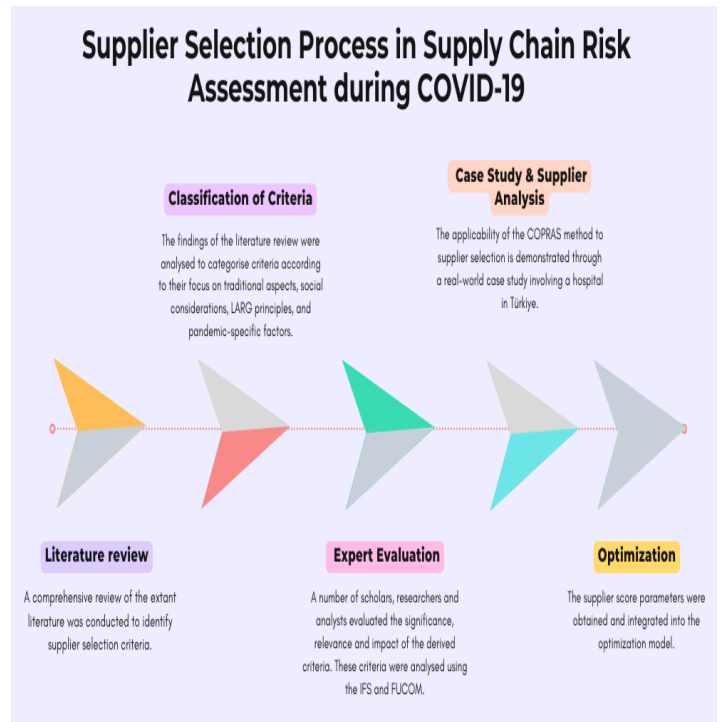 Supplier Selection Process in Supply Chain Risk
Assessment during COVID-19
Classification of Criteria
The findings of the literature review were
analysed to categorise criteria according
to their focus on traditional aspects, social
considerations, LARG principles, and
pandemic-specific factors.
Case Study & Supplier
Analysis
The applicability of the COPRAS method to
supplier selection is demonstrated through
a real-world case study involving a hospital
in Türkiye.
Literature review
A comprehensive review of the extant
literature was conducted to identify
supplier selection criteria.
Expert Evaluation
A number of scholars, researchers and
analysts evaluated the significance,
relevance and impact of the derived
criteria. These criteria were analysed using
the IFS and FUCOM.
Optimization
The supplier score parameters were
obtained and integrated into the
optimization model.